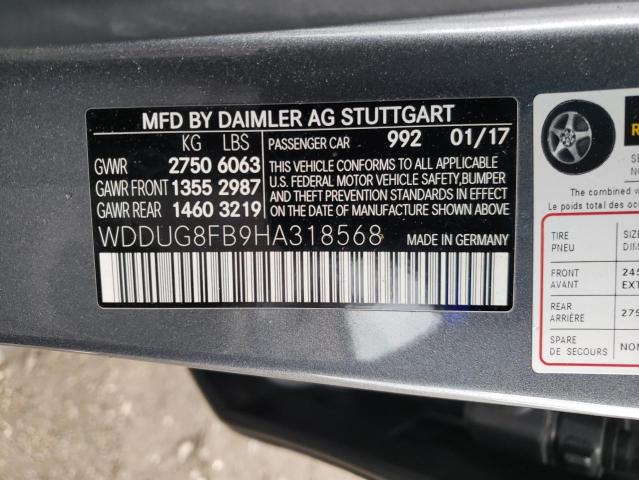 MFD BY DAIMLER AG STUTTGART
KG LBS PASSENGER CAR 992 01/17
GWR 2750 6063
GAWR FRONT 1355 2987
GAWR REAR 1460 3219
THIS VEHICLE CONFORMS TO ALL APPLICABLE
U.S. FEDERAL MOTOR VEHICLE SAFETY,BUMPER
AND THEFT PREVENTION STANDARDS IN EFFECT
ON THE DATE OF MANUFACTURE SHOWN ABOVE.
WDDUG8FB9HA318568 MADE IN GERMANY
The combined
Le poids total des
TIRE
PNEU
FRONT
AVANT
REAR
ARRIÈRE
275
SPARE
DE SECOURS